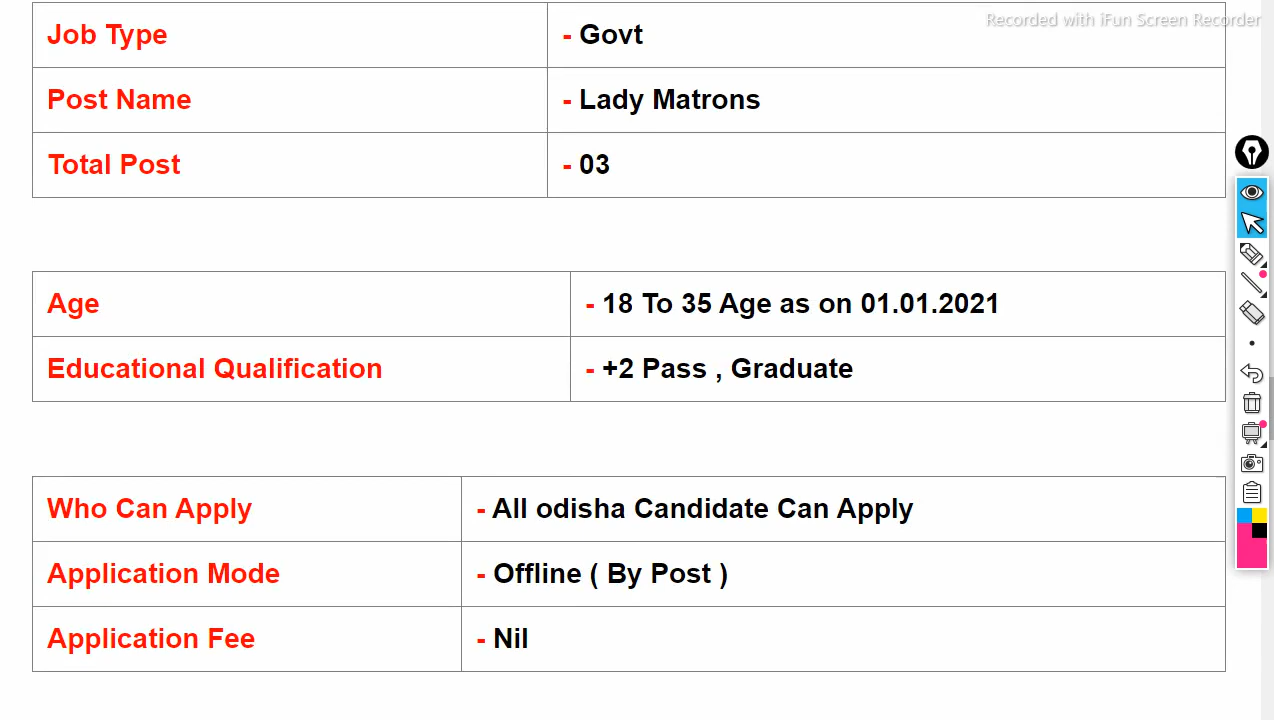 Recorded with iFun Screen Recorder
Job Type - Govt
Post Name - Lady Matrons
Total Post - 03
Age - 18 To 35 Age as on 01.01.2021
Educational Qualification - +2 Pass , Graduate
Who Can Apply - All odisha Candidate Can Apply
Application Mode - Offline ( By Post )
Application Fee - Nil